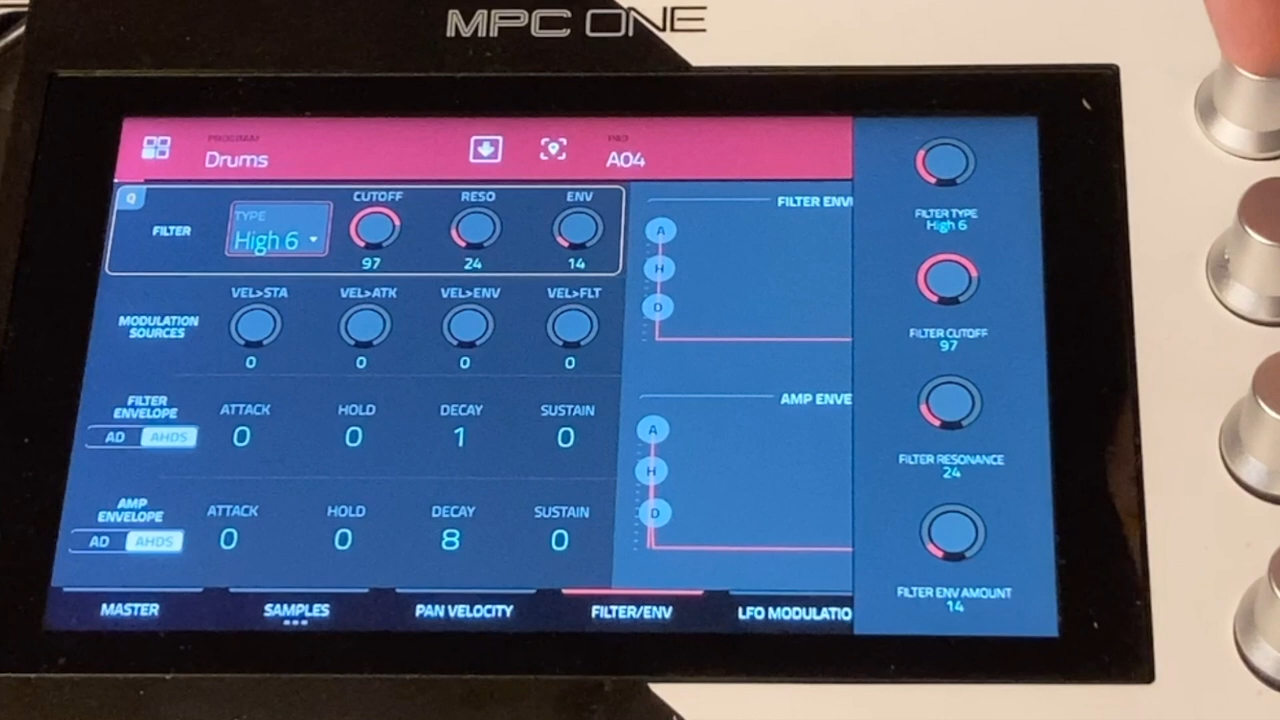 MPC ONE
PROGRAM
Drums
PAD
A04
Q
FILTER
TYPE
High 6
CUTOFF
97
RESO
24
ENV
14
MODULATION
SOURCES
VEL>STA
0
VEL>ATK
0
VEL>ENV
0
VEL>FLT
0
FILTER
ENVELOPE
AD AHDS
ATTACK
0
HOLD
0
DECAY
1
SUSTAIN
0
AMP
ENVELOPE
AD AHDS
ATTACK
0
HOLD
0
DECAY
8
SUSTAIN
0
FILTER ENV
A
H
D
AMP ENVE
A
H
D
FILTER TYPE
High 6
FILTER CUTOFF
97
FILTER RESONANCE
24
FILTER ENV AMOUNT
14
MASTER SAMPLES PAN VELOCITY FILTER/ENV LFO MODULATIO